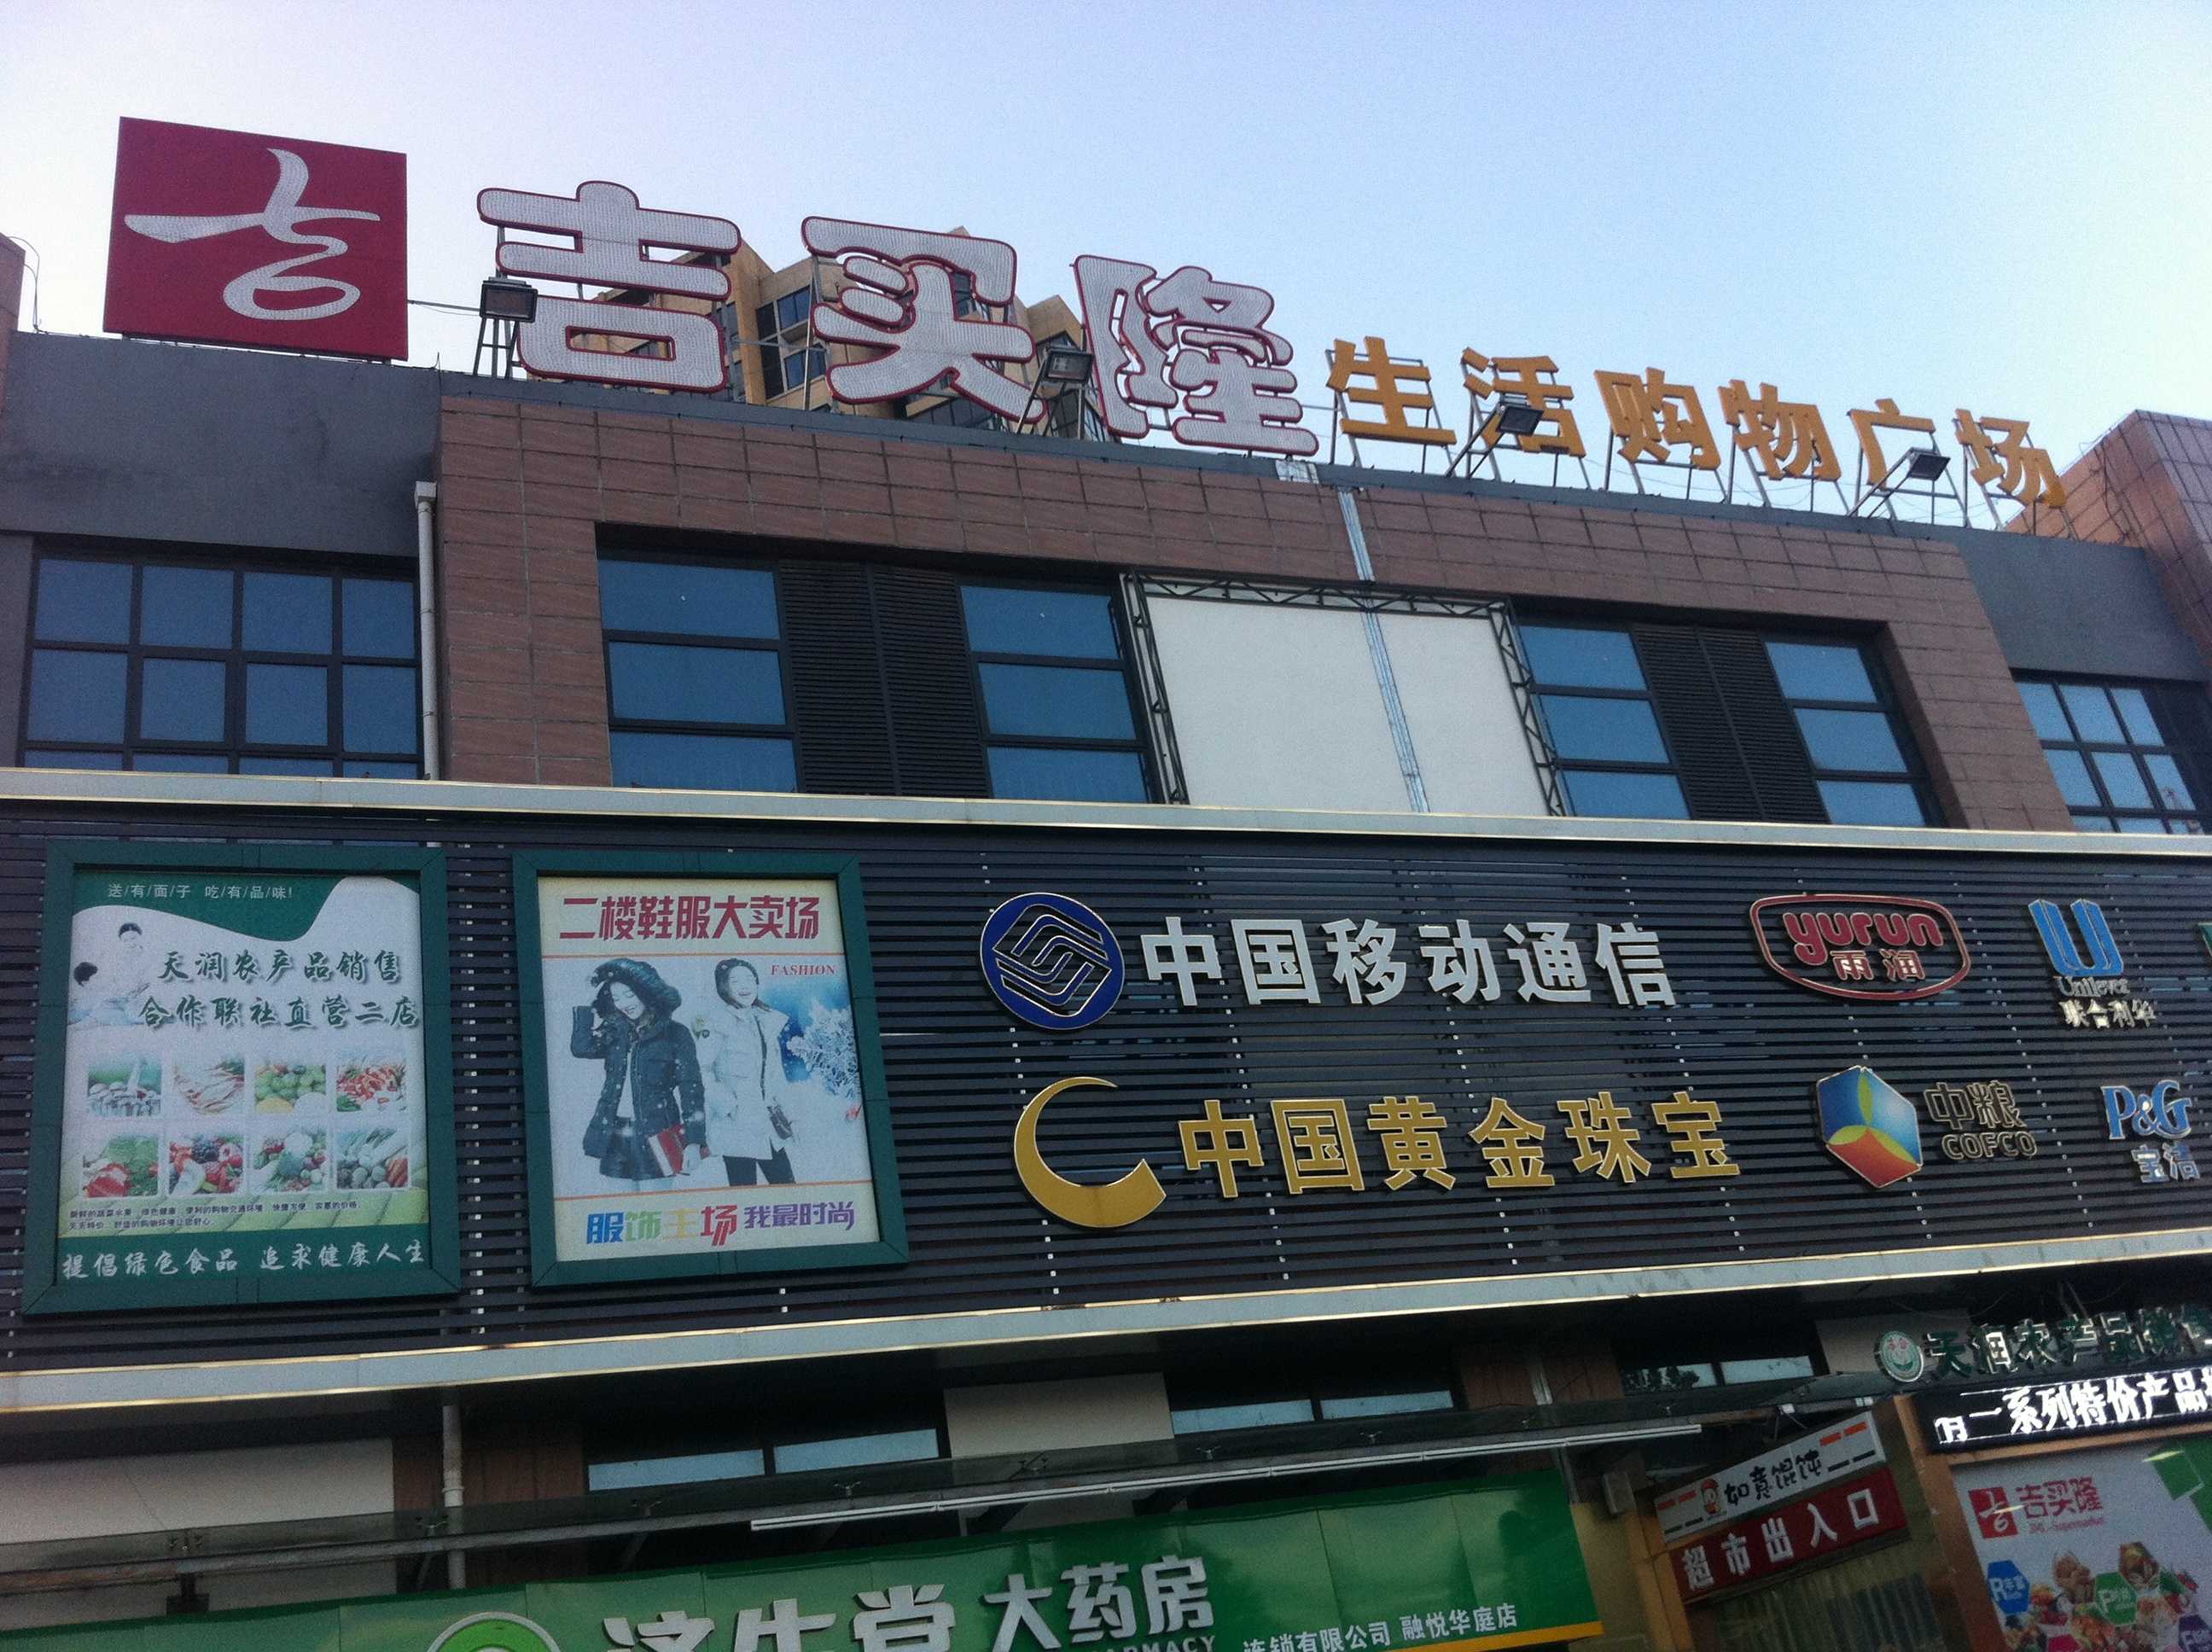 吉
吉买隆 生活购物广场
送/有/面/子 吃/有/品/味!
天润农产品销售
合作联社直营二店
提倡绿色食品 追求健康人生
二楼鞋服大卖场
FASHION
服饰主场 我最时尚
中国移动通信
yurun
雨润
Unilever
联合利华
中国黄金珠宝
中粮
COFCO
P&G
宝洁
天润农产品销售
一系列特价产品
如意馄饨
超市出入口
吉买隆
济生堂 大药房
连锁有限公司 融悦华庭店